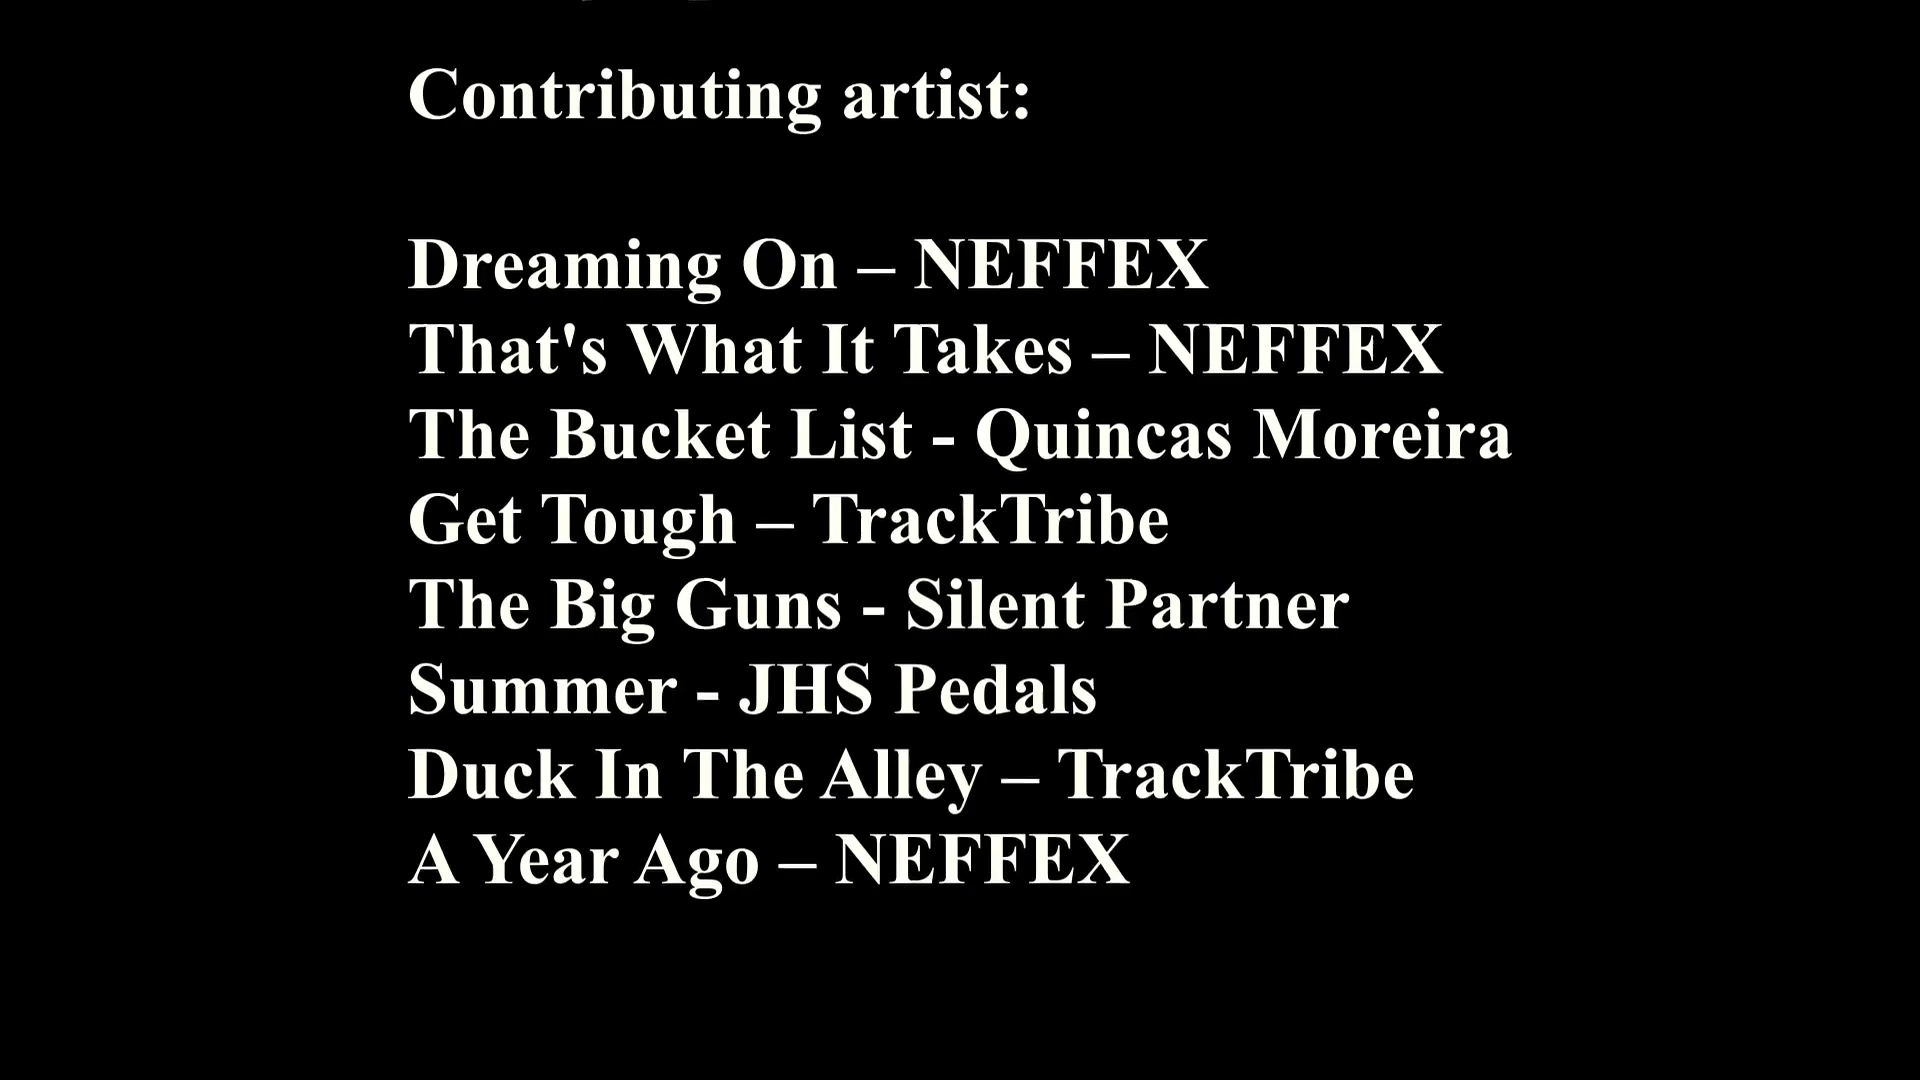 Contributing artist:
Dreaming On – NEFFEX
That's What It Takes – NEFFEX
The Bucket List - Quincas Moreira
Get Tough – TrackTribe
The Big Guns - Silent Partner
Summer - JHS Pedals
Duck In The Alley – TrackTribe
A Year Ago – NEFFEX